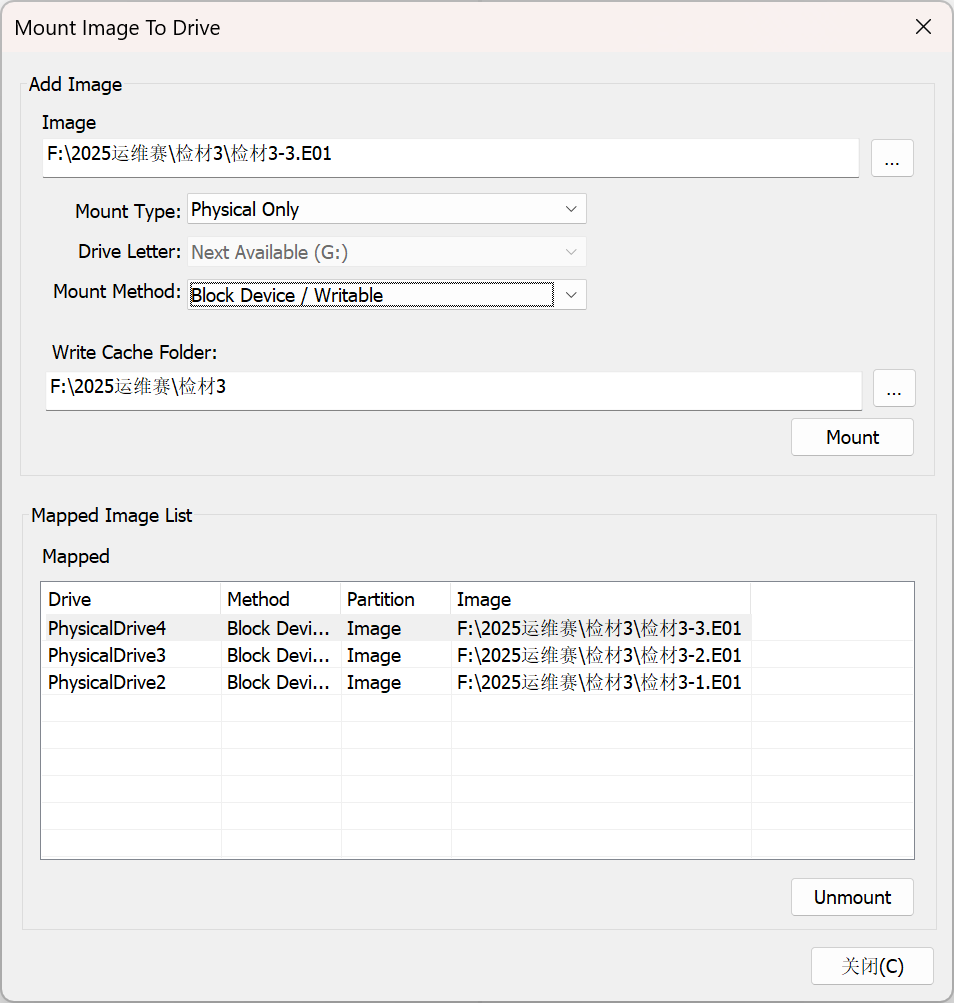 Mount Image To Drive
Add Image
Image
F:\2025运维赛\检材3\检材3-3.E01
...
Mount Type: Physical Only
Drive Letter: Next Available (G:)
Mount Method: Block Device / Writable
Write Cache Folder:
F:\2025运维赛\检材3
...
Mount
Mapped Image List
Mapped
Drive Method Partition Image
PhysicalDrive4 Block Devi... Image F:\2025运维赛\检材3\检材3-3.E01
PhysicalDrive3 Block Devi... Image F:\2025运维赛\检材3\检材3-2.E01
PhysicalDrive2 Block Devi... Image F:\2025运维赛\检材3\检材3-1.E01
Unmount
关闭(C)